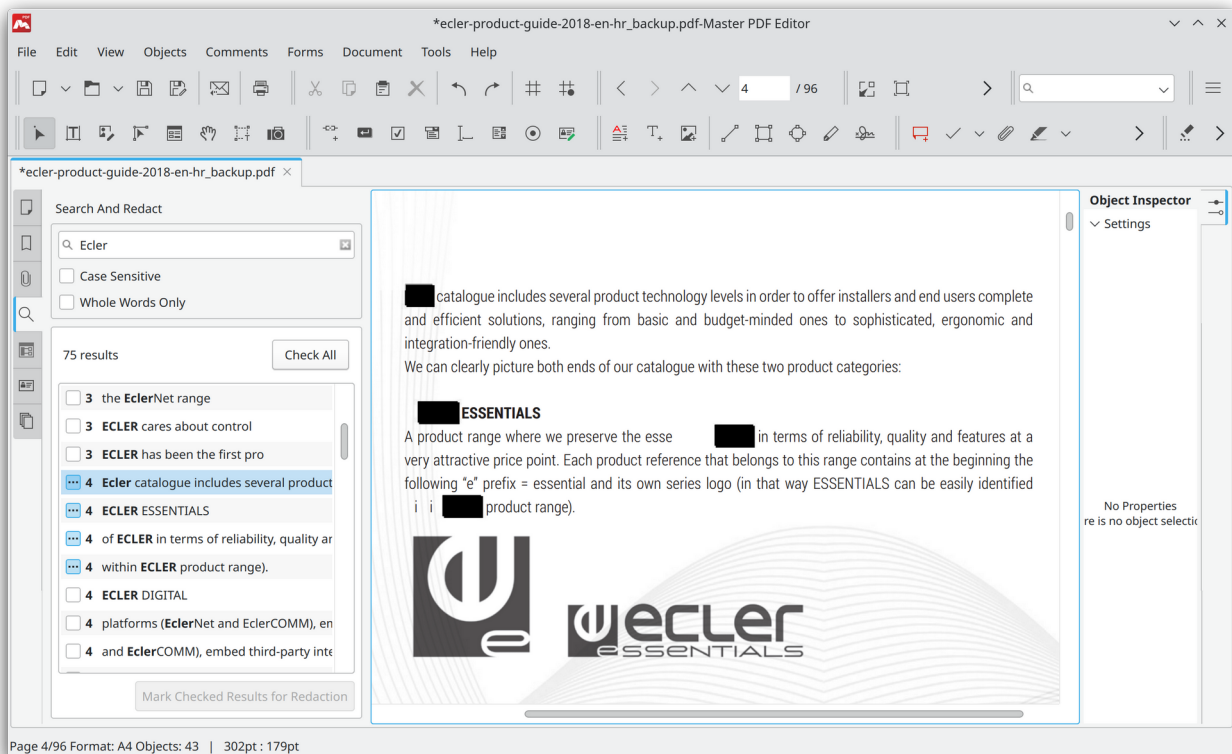 *ecler-product-guide-2018-en-hr_backup.pdf-Master PDF Editor
File Edit View Objects Comments Forms Document Tools Help
4 / 96
*ecler-product-guide-2018-en-hr_backup.pdf
Search And Redact
Ecler
Case Sensitive
Whole Words Only
75 results
Check All
3 the EclerNet range
3 ECLER cares about control
3 ECLER has been the first pro
4 Ecler catalogue includes several product
4 ECLER ESSENTIALS
4 of ECLER in terms of reliability, quality ar
4 within ECLER product range).
4 ECLER DIGITAL
4 platforms (EclerNet and EclerCOMM), en
4 and EclerCOMM), embed third-party inte
Mark Checked Results for Redaction
catalogue includes several product technology levels in order to offer installers and end users complete
and efficient solutions, ranging from basic and budget-minded ones to sophisticated, ergonomic and
integration-friendly ones.
We can clearly picture both ends of our catalogue with these two product categories:
ESSENTIALS
A product range where we preserve the esse in terms of reliability, quality and features at a
very attractive price point. Each product reference that belongs to this range contains at the beginning the
following “e” prefix = essential and its own series logo (in that way ESSENTIALS can be easily identified
i i product range).
e
ecler
essentials
Object Inspector
Settings
No Properties
re is no object selectic
Page 4/96 Format: A4 Objects: 43 | 302pt : 179pt